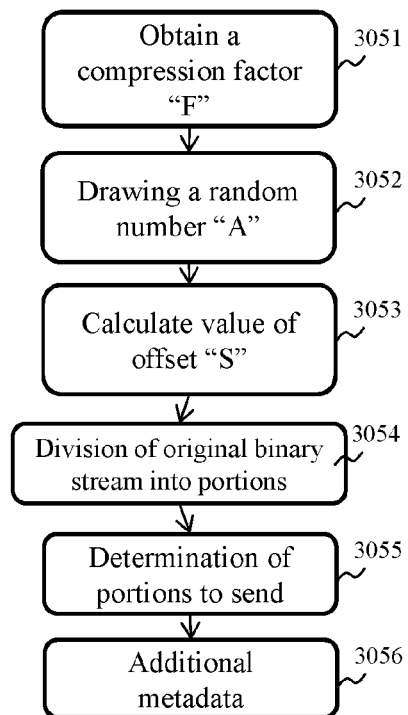 Obtain a
compression factor
“F”
3051
Drawing a random
number “A”
3052
Calculate value of
offset “S”
3053
Division of original binary
stream into portions
3054
Determination of
portions to send
3055
Additional
metadata
3056